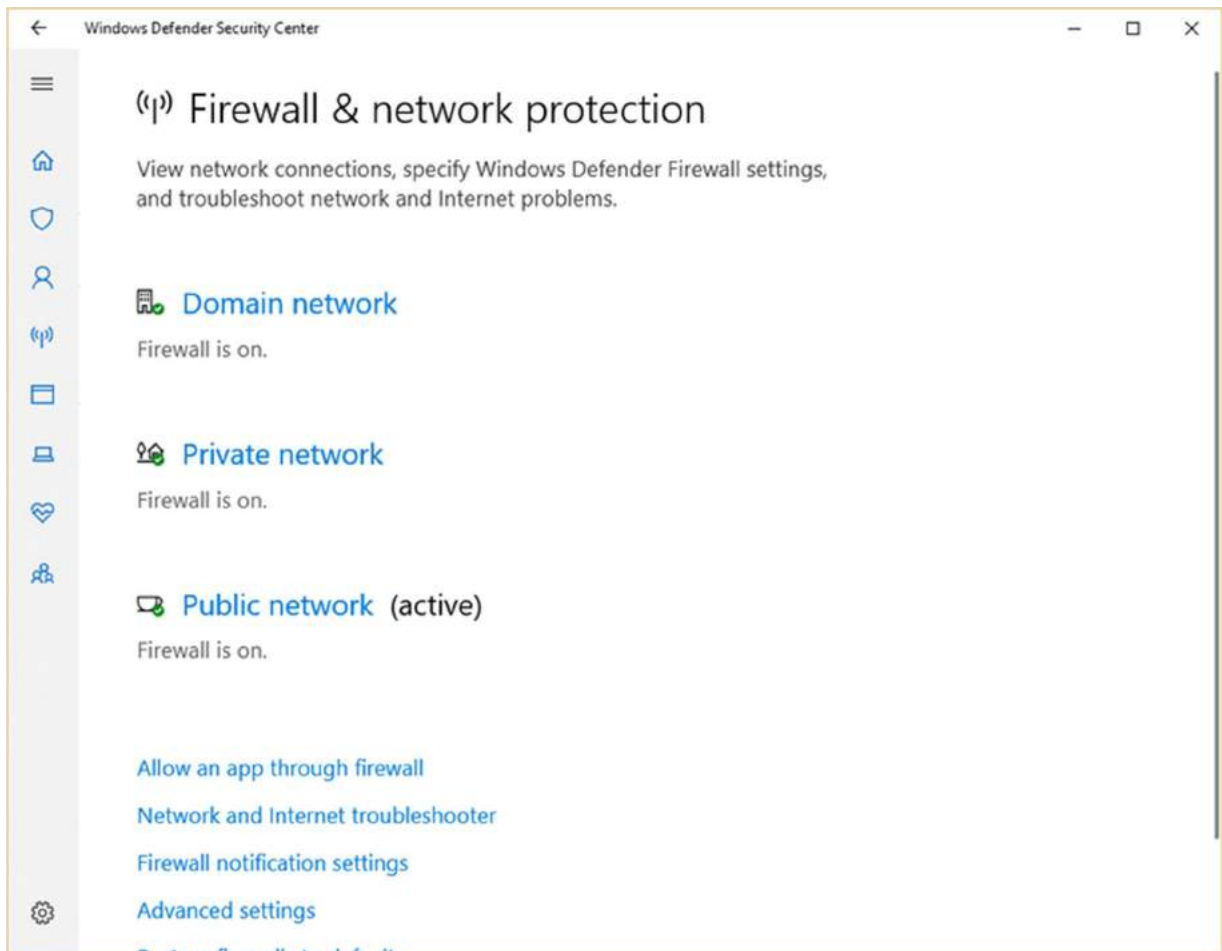 Windows Defender Security Center
Firewall & network protection
View network connections, specify Windows Defender Firewall settings,
and troubleshoot network and Internet problems.
Domain network
Firewall is on.
Private network
Firewall is on.
Public network (active)
Firewall is on.
Allow an app through firewall
Network and Internet troubleshooter
Firewall notification settings
Advanced settings